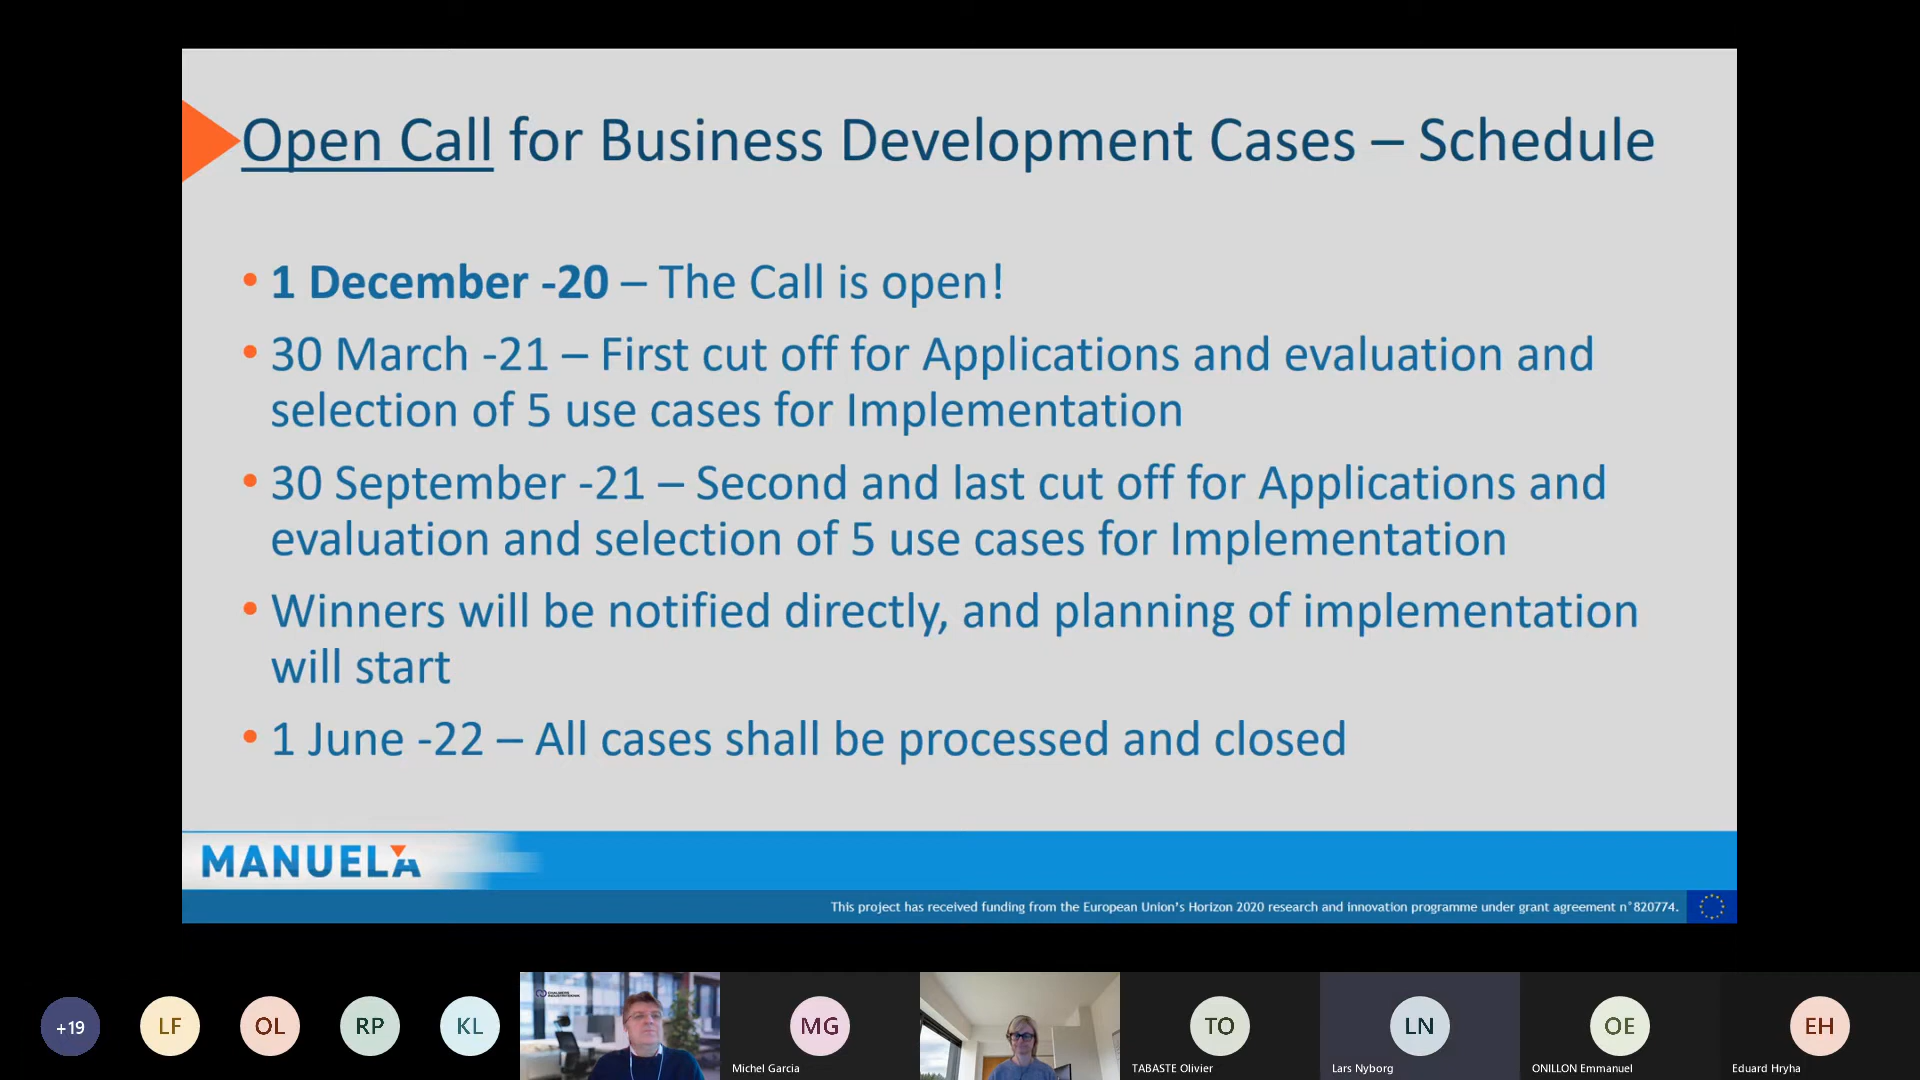 Open Call for Business Development Cases – Schedule
• 1 December -20 – The Call is open!
• 30 March -21 – First cut off for Applications and evaluation and
selection of 5 use cases for Implementation
• 30 September -21 – Second and last cut off for Applications and
evaluation and selection of 5 use cases for Implementation
• Winners will be notified directly, and planning of implementation
will start
• 1 June -22 – All cases shall be processed and closed
MANUELA
This project has received funding from the European Union's Horizon 2020 research and innovation programme under grant agreement n°820774.
+19
LF
OL
RP
KL
MG
Michel Garcia
TO
TABASTE Olivier
LN
Lars Nyborg
OE
ONILLON Emmanuel
EH
Eduard Hryha